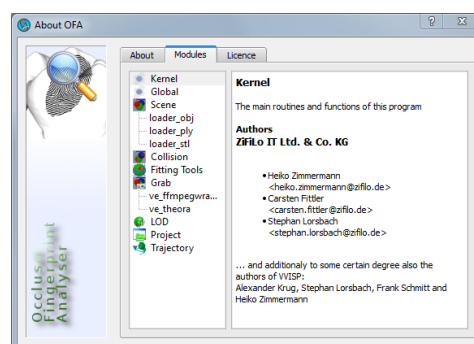 About OFA
About Modules Licence
Occlusal
Fingerprint
Analyser
Kernel
Global
Scene
loader_obj
loader_ply
loader_stl
Collision
Fitting Tools
Grab
ve_ffmpegwra...
ve_theora
LOD
Project
Trajectory
Kernel
The main routines and functions of this program
Authors
ZiFiLo IT Ltd. & Co. KG
•Heiko Zimmermann
<heiko.zimmermann@zifilo.de>
•Carsten Fittler
<carsten.fittler@zifilo.de>
•Stephan Lorsbach
<stephan.lorsbach@zifilo.de>
... and additionaly to some certain degree also the
authors of VVISP:
Alexander Krug, Stephan Lorsbach, Frank Schmitt and
Heiko Zimmermann